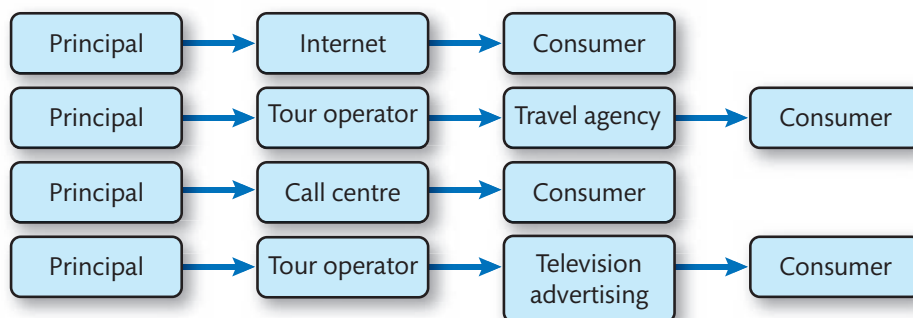 Principal Internet Consumer
Principal Tour operator Travel agency Consumer
Principal Call centre Consumer
Principal Tour operator Television
advertising Consumer